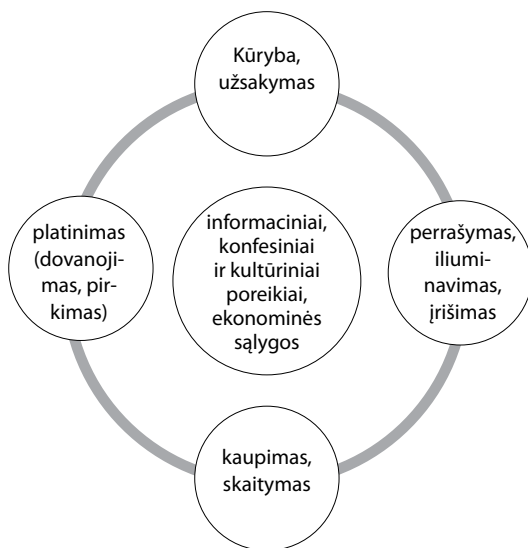 Kūryba,
užsakymas
platinimas
(dovanoji-
mas, pir-
kimas)
informaciniai,
konfesiniai
ir kultūriniai
poreikiai,
ekonominės
sąlygos
perrašymas,
iliumi-
navimas,
įrišimas
kaupimas,
skaitymas